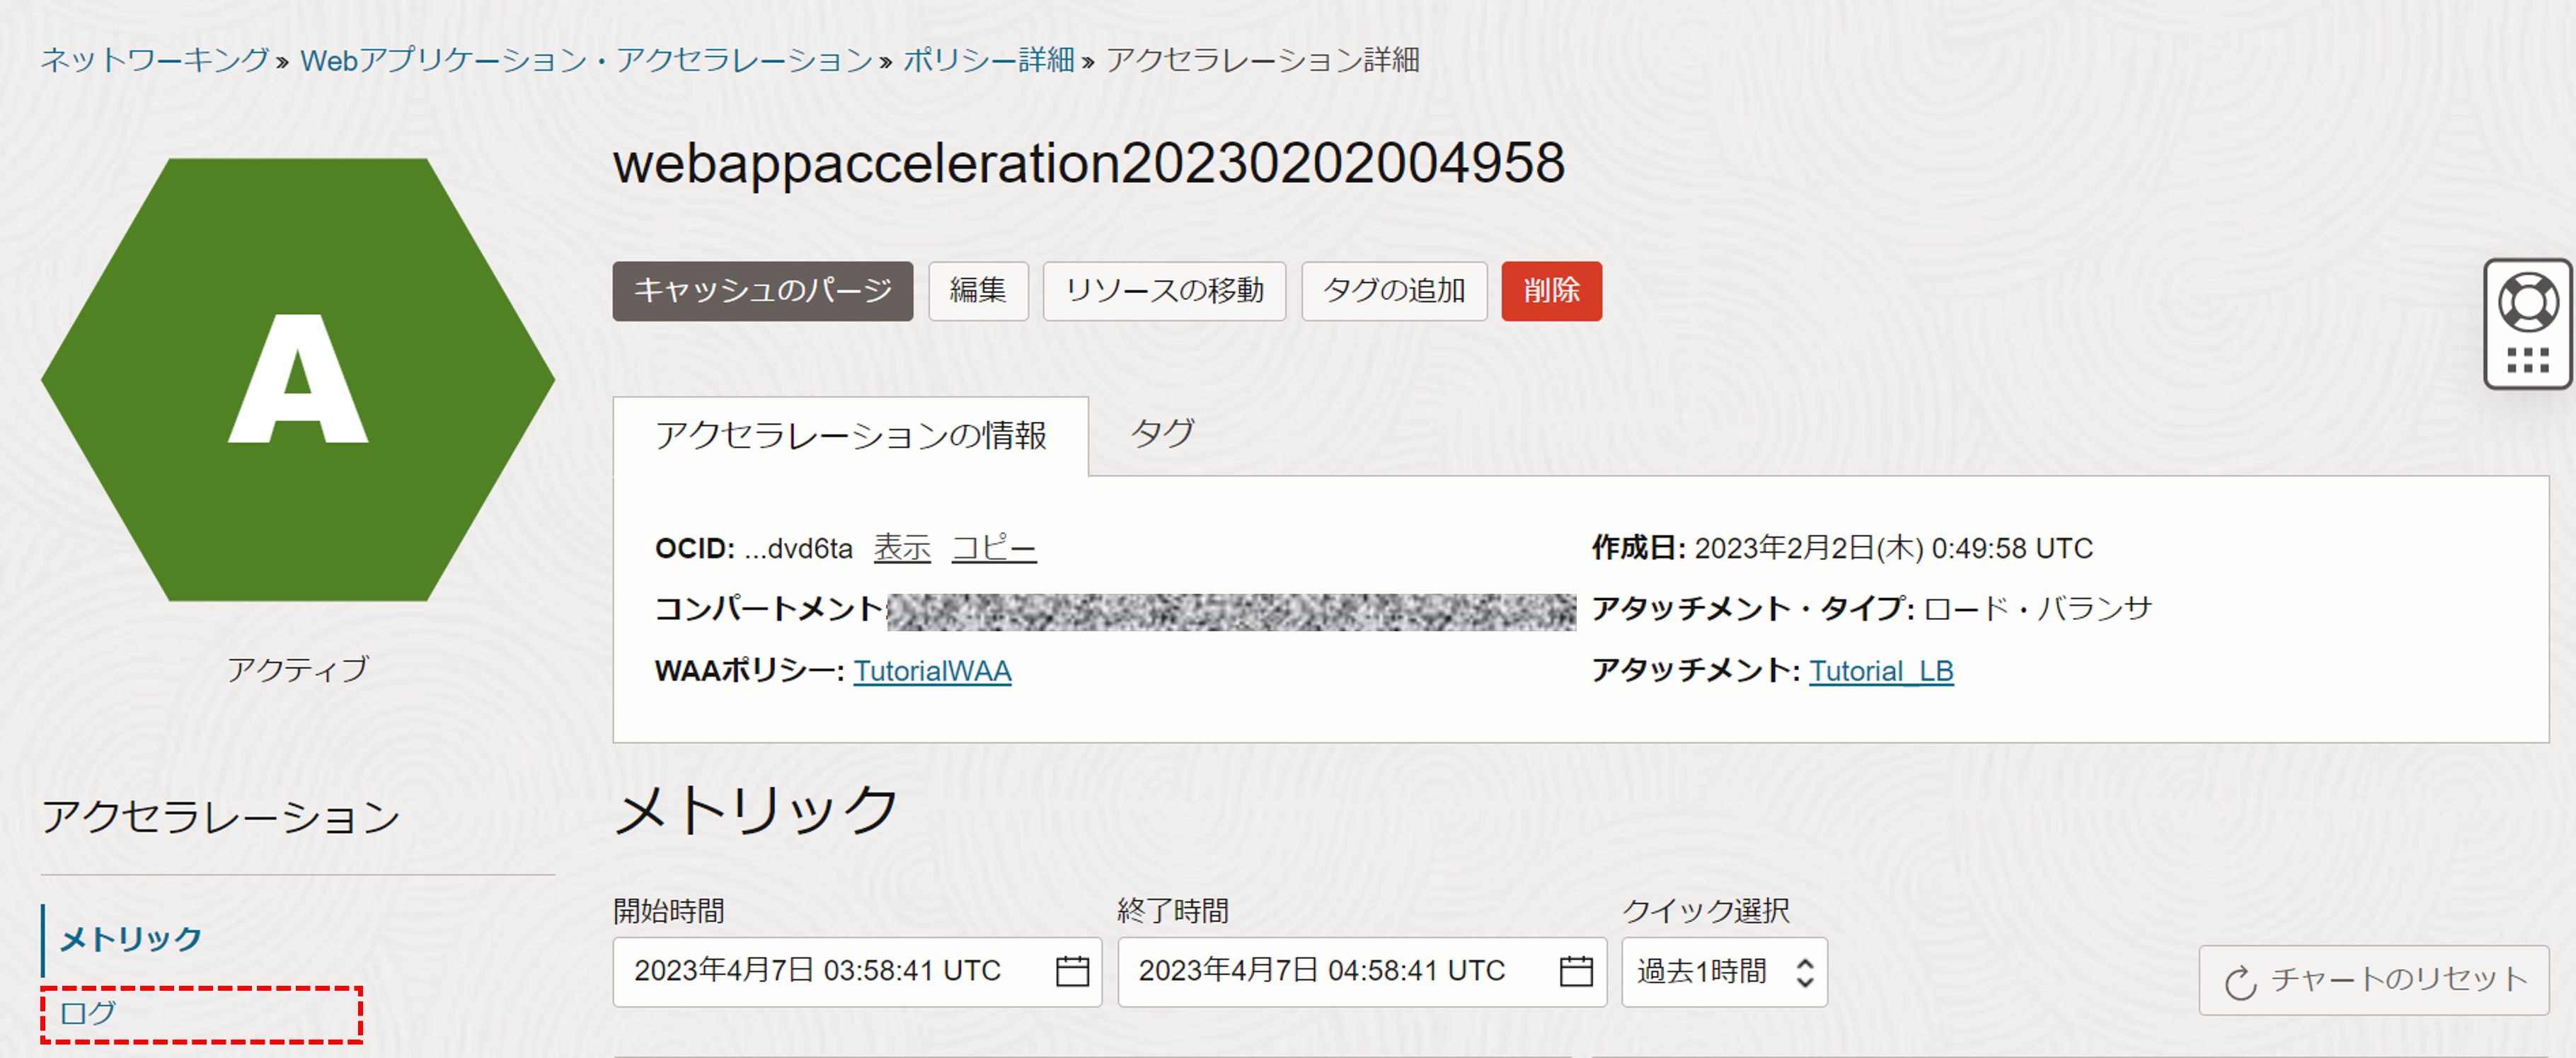 ネットワーキング » Webアプリケーション・アクセラレーション » ポリシー詳細 » アクセラレーション詳細
A
アクティブ
webappacceleration20230202004958
キャッシュのパージ 編集 リソースの移動 タグの追加 削除
アクセラレーションの情報 タグ
OCID: ...dvd6ta 表示 コピー
作成日: 2023年2月2日(木) 0:49:58 UTC
コンパートメント:
アタッチメント・タイプ: ロード・バランサ
WAAポリシー: TutorialWAA
アタッチメント: Tutorial_LB
アクセラレーション
メトリック
ログ
メトリック
開始時間 終了時間 クイック選択
2023年4月7日 03:58:41 UTC 2023年4月7日 04:58:41 UTC 過去1時間 チャートのリセット